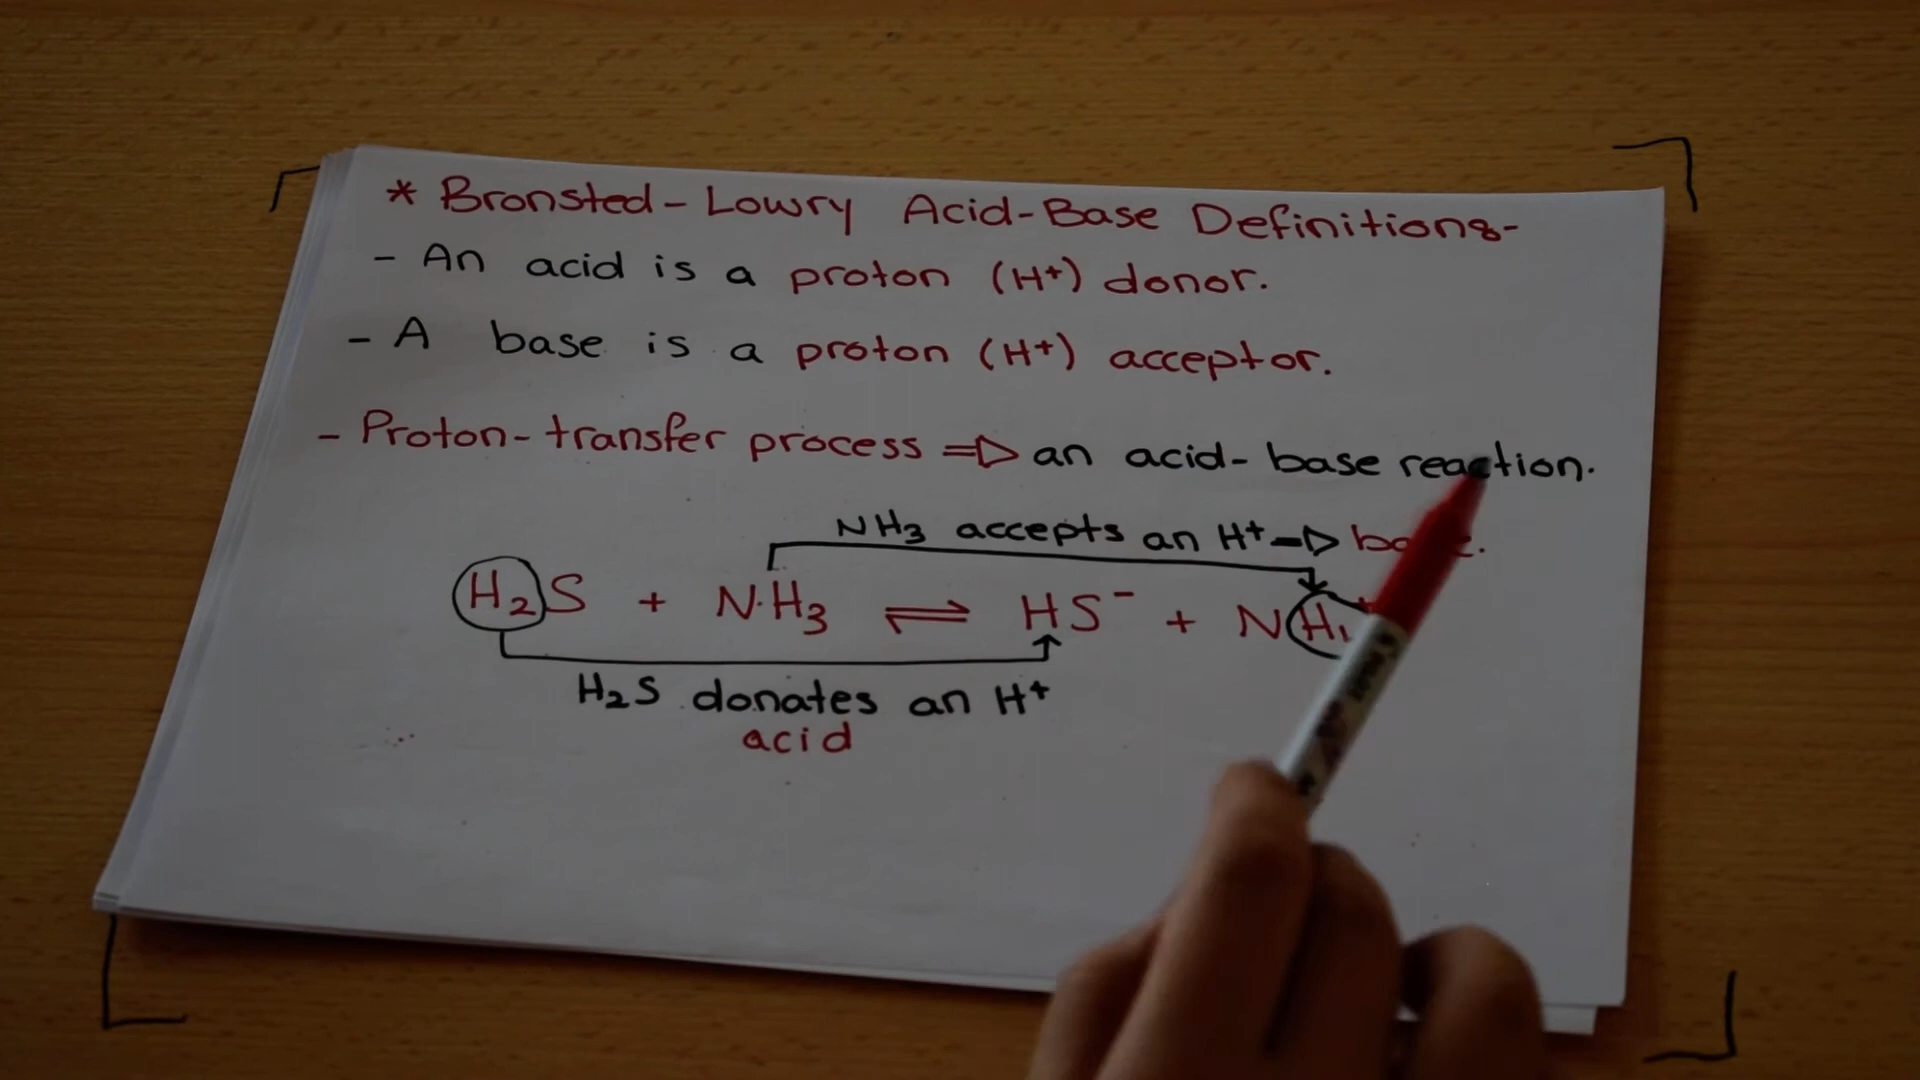 * Bronsted-Lowry Acid-Base Definitions-
- An acid is a proton (H⁺) donor.
- A base is a proton (H⁺) acceptor.
- Proton-transfer process ⇒ an acid-base reaction.
NH₃ accepts an H⁺ →
H₂S + NH₃ ⇌ HS⁻ +
H₂S donates an H⁺
acid